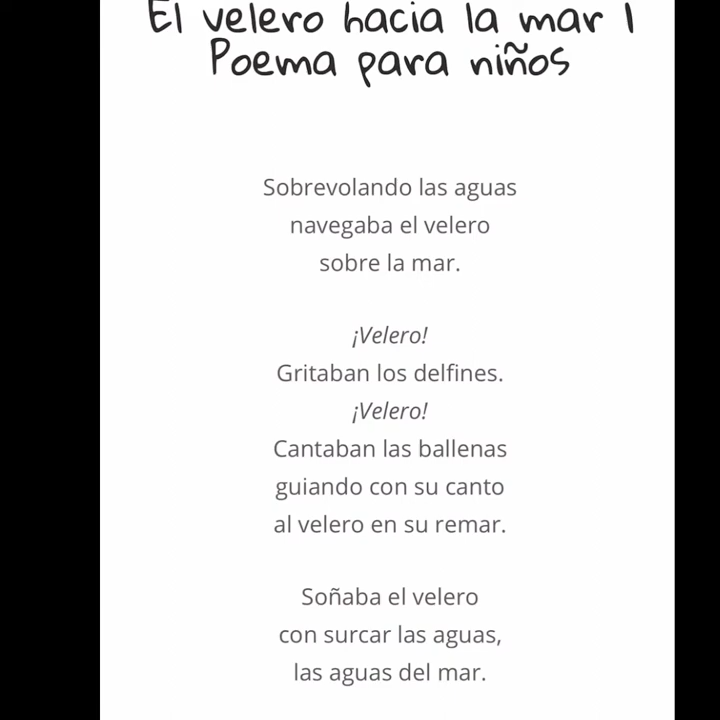 El velero hacia la mar |
Poema para niños
Sobrevolando las aguas
navegaba el velero
sobre la mar.
¡Velero!
Gritaban los delfines.
¡Velero!
Cantaban las ballenas
guiando con su canto
al velero en su remar.
Soñaba el velero
con surcar las aguas,
las aguas del mar.